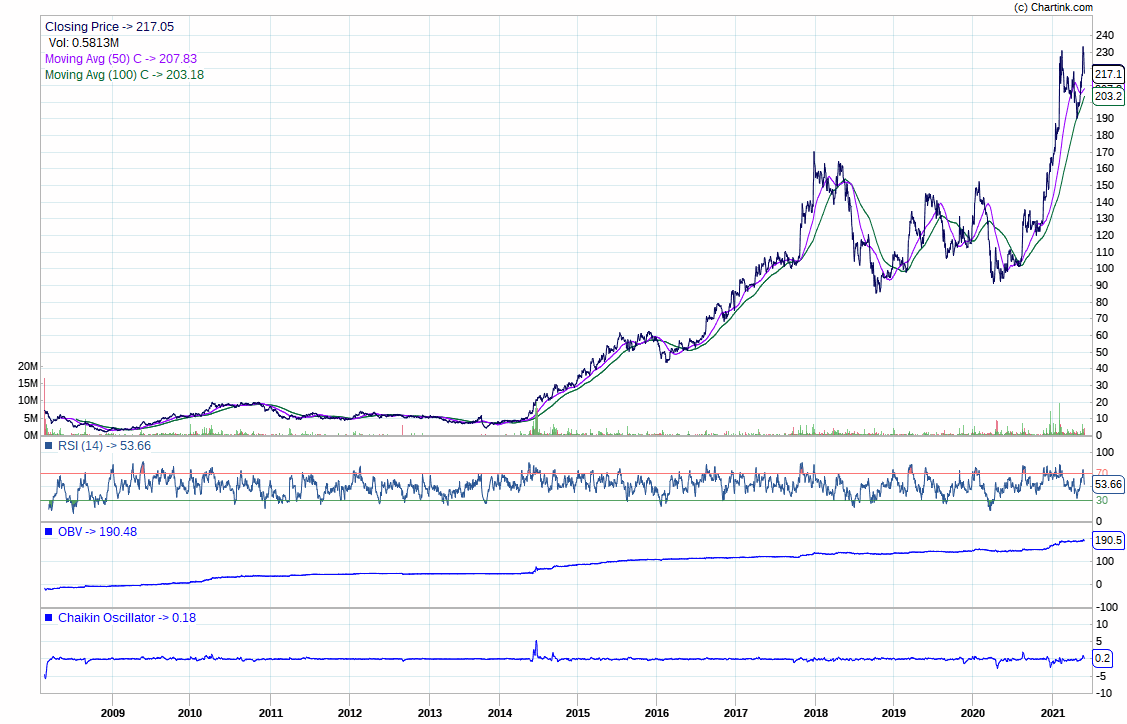 (c) Chartink.com
Closing Price -> 217.05
Vol: 0.5813M
Moving Avg (50) C -> 207.83
Moving Avg (100) C -> 203.18
240
230
217.1
203.2
190
180
170
160
150
140
130
120
110
100
90
80
70
60
50
40
30
20
10
0
20M
15M
10M
5M
0M
RSI (14) -> 53.66
100
70
53.66
30
0
OBV -> 190.48
190.5
100
0
-100
Chaikin Oscillator -> 0.18
10
5
0.2
-5
-10
2009 2010 2011 2012 2013 2014 2015 2016 2017 2018 2019 2020 2021